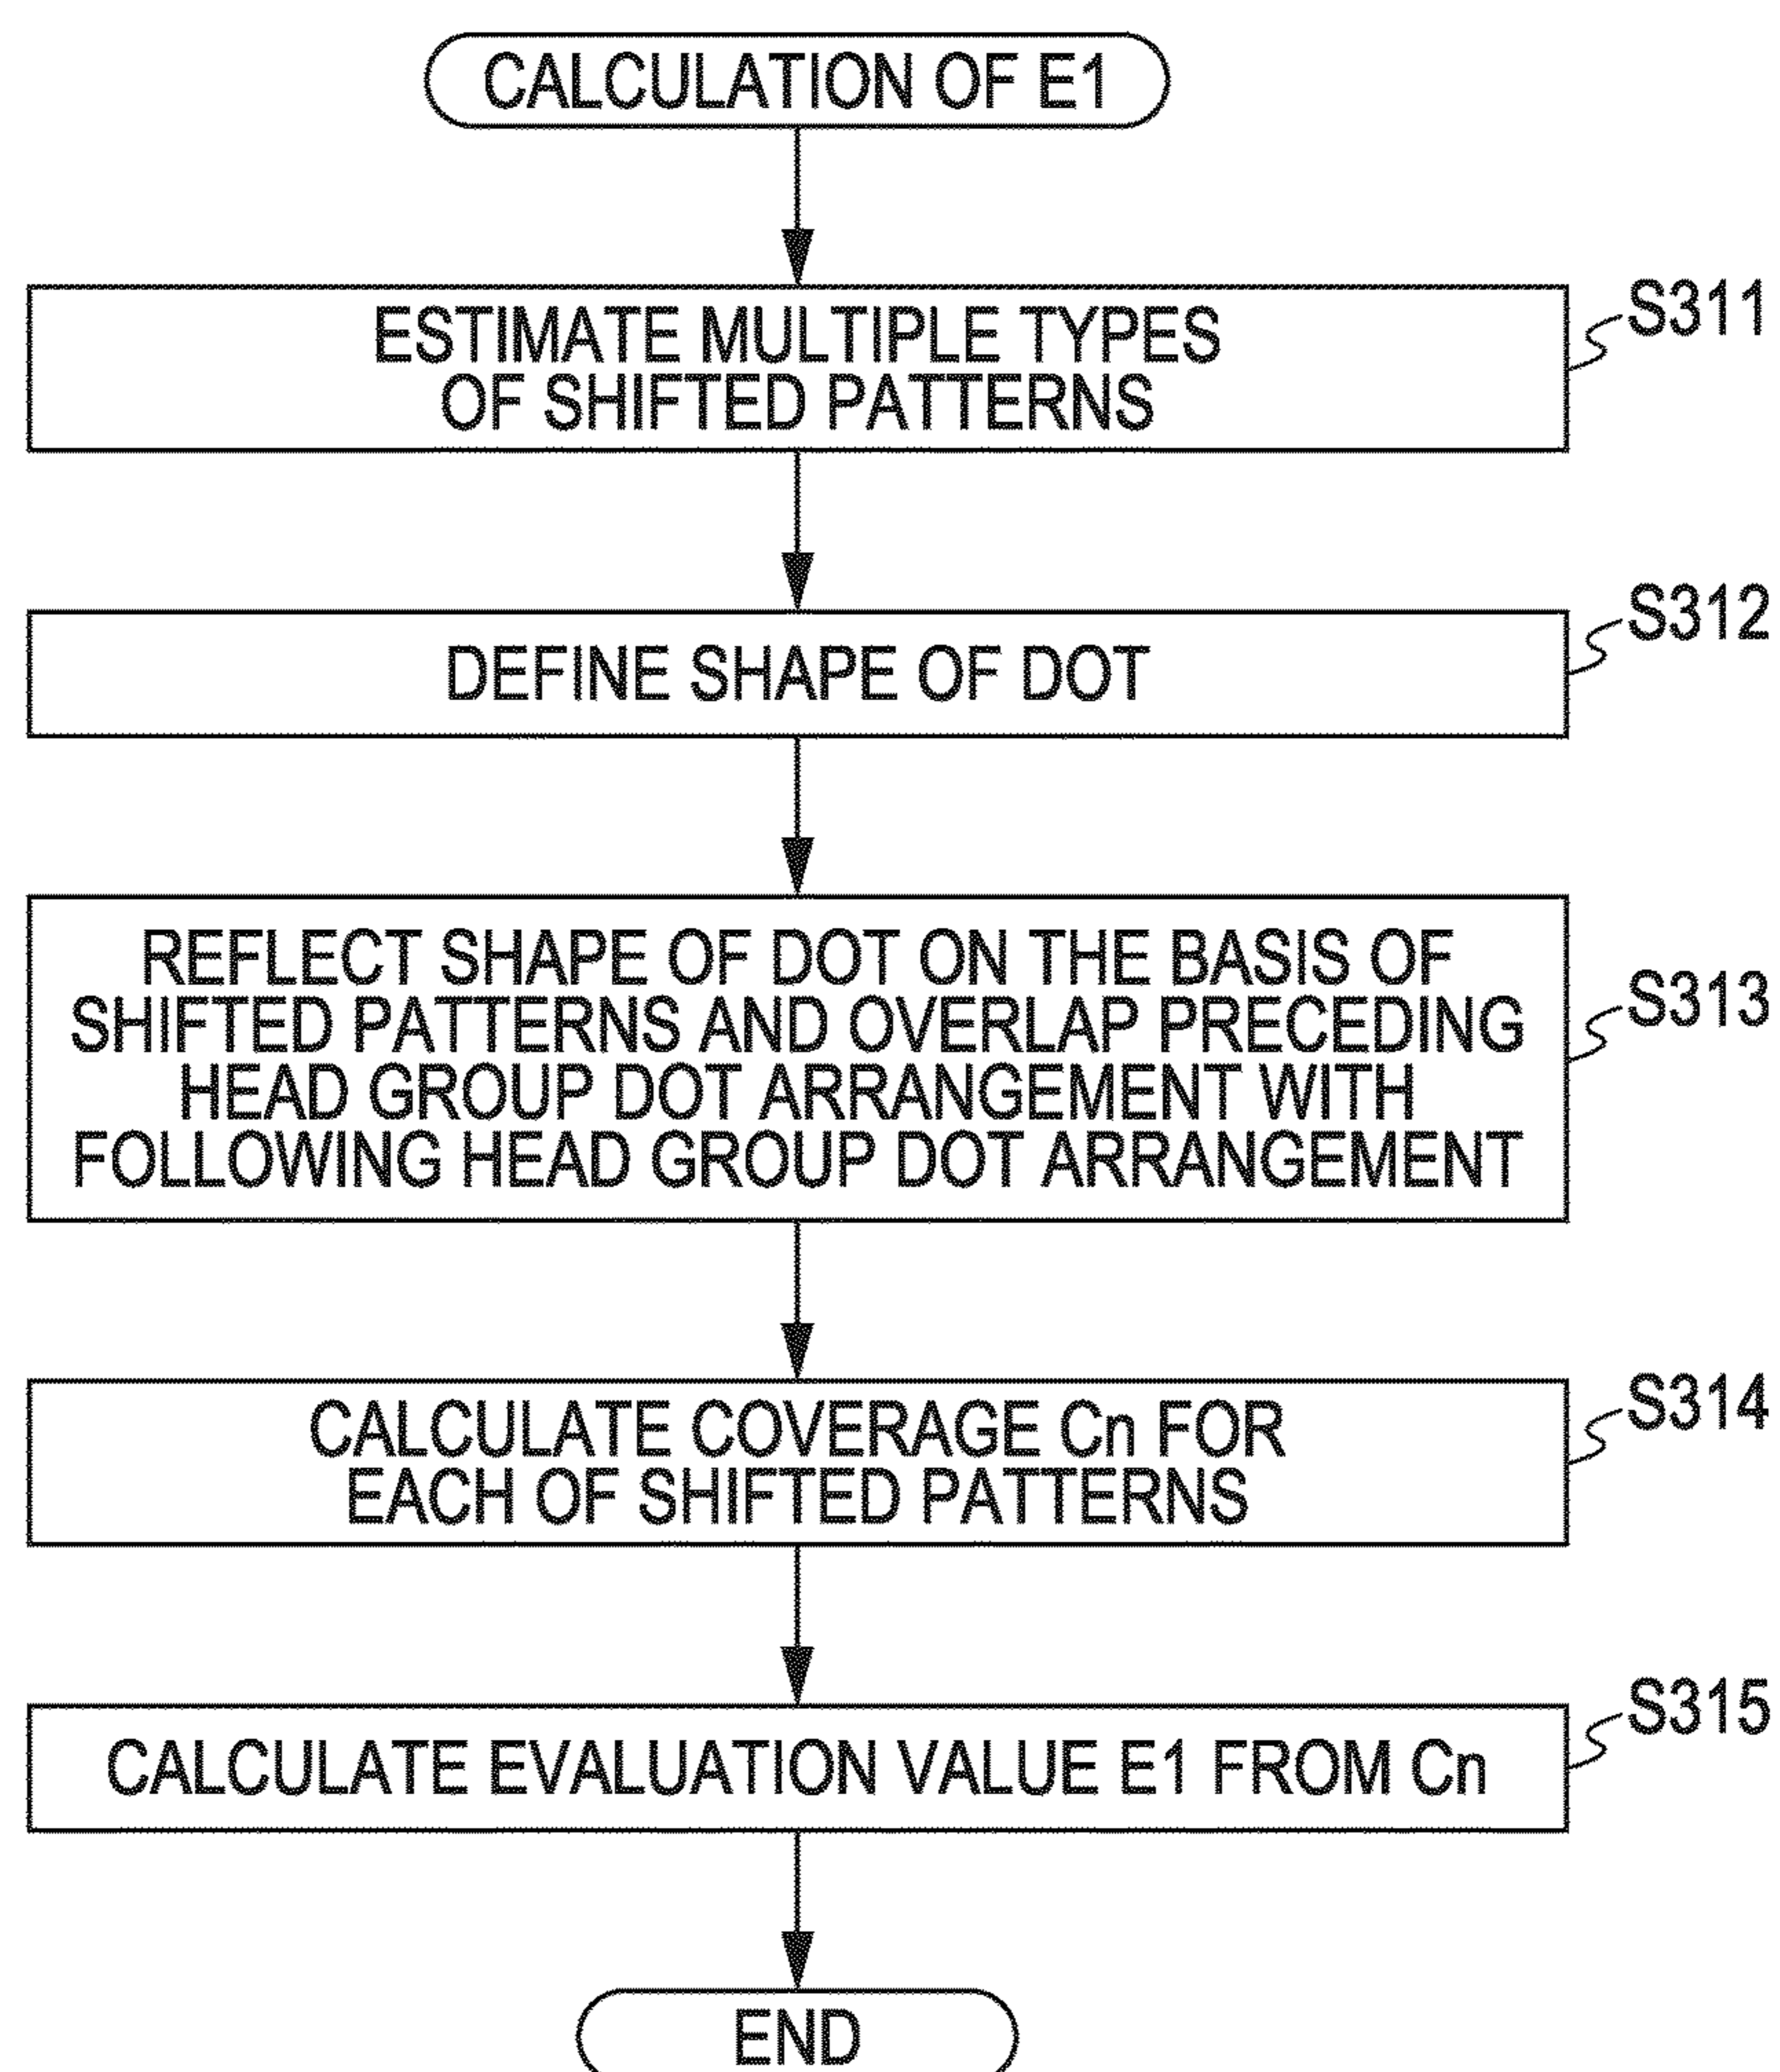 CALCULATION OF E1
ESTIMATE MULTIPLE TYPES
OF SHIFTED PATTERNS
S311
DEFINE SHAPE OF DOT
S312
REFLECT SHAPE OF DOT ON THE BASIS OF
SHIFTED PATTERNS AND OVERLAP PRECEDING
HEAD GROUP DOT ARRANGEMENT WITH
FOLLOWING HEAD GROUP DOT ARRANGEMENT
S313
CALCULATE COVERAGE Cn FOR
EACH OF SHIFTED PATTERNS
S314
CALCULATE EVALUATION VALUE E1 FROM Cn
S315
END